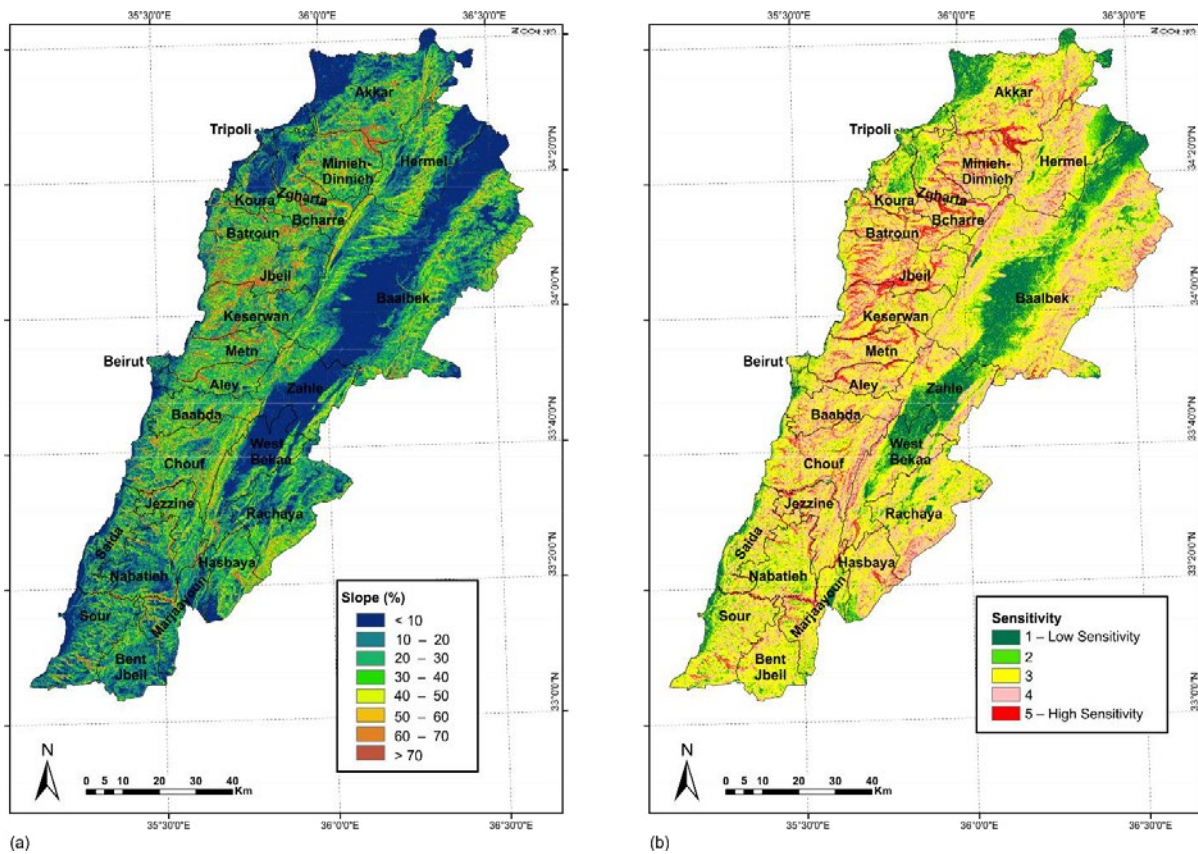 35°30'0"E 36°0'0"E 36°30'0"E
Akkar
Tripoli
Hermel
Minieh-
Dinnieh
Koura
Zgharta
Bcharre
Batroun
Jbeil
Baalbek
Keserwan
Metn
Beirut
Aley
Zahle
Baabda
West
Bekaa
Chouf
Jezzine
Rachaya
Saida
Hasbaya
Nabatieh
Marjaayoun
Sour
Bent
Jbeil
34°20'0"N
34°0'0"N
33°40'0"N
33°20'0"N
33°0'0"N
Slope (%)
< 10
10 – 20
20 – 30
30 – 40
40 – 50
50 – 60
60 – 70
> 70
N
0 5 10 20 30 40
Km
35°30'0"E 36°0'0"E 36°30'0"E
(a)
35°30'0"E 36°0'0"E 36°30'0"E
Akkar
Tripoli
Hermel
Minieh-
Dinnieh
Koura
Zgharta
Bcharre
Batroun
Jbeil
Baalbek
Keserwan
Metn
Beirut
Aley
Zahle
Baabda
West
Bekaa
Chouf
Jezzine
Rachaya
Saida
Hasbaya
Nabatieh
Marjaayoun
Sour
Bent
Jbeil
34°20'0"N
34°0'0"N
33°40'0"N
33°20'0"N
33°0'0"N
Sensitivity
1 – Low Sensitivity
2
3
4
5 – High Sensitivity
N
0 5 10 20 30 40
Km
35°30'0"E 36°0'0"E 36°30'0"E
(b)